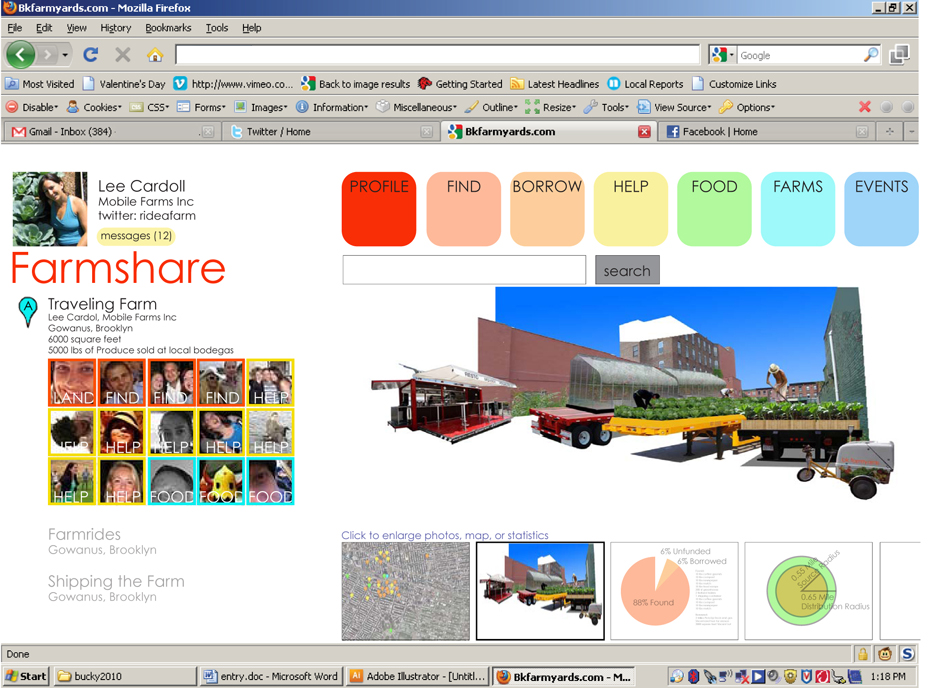 Bkfarmyards.com - Mozilla Firefox
File Edit View History Bookmarks Tools Help
Google
Most Visited Valentine's Day http://www.vimeo.co... Back to image results Getting Started Latest Headlines Local Reports Customize Links
Disable Cookies CSS Forms Images Information Miscellaneous Outline Resize Tools View Source Options
Gmail - Inbox (384) Twitter / Home Bkfarmyards.com Facebook | Home
Lee Cardoll
Mobile Farms Inc
twitter: rideafarm
messages (12)
PROFILE FIND BORROW HELP FOOD FARMS EVENTS
Farmshare
search
A
Traveling Farm
Lee Cardol, Mobile Farms Inc
Gowanus, Brooklyn
6000 square feet
5000 lbs of Produce sold at local bodegas
LAND FIND FIND FIND HELP
HELP HELP HELP HELP HELP
HELP HELP FOOD FOOD FOOD
Farmrides
Gowanus, Brooklyn
Shipping the Farm
Gowanus, Brooklyn
Click to enlarge photos, map, or statistics
6% Unfunded
6% Borrowed
88% Found
0.55 Mile
Source Radius
0.65 Mile
Distribution Radius
Done
Start bucky2010 entry.doc - Microsoft Word Adobe Illustrator - [Untitl... Bkfarmyards.com - M... 1:18 PM